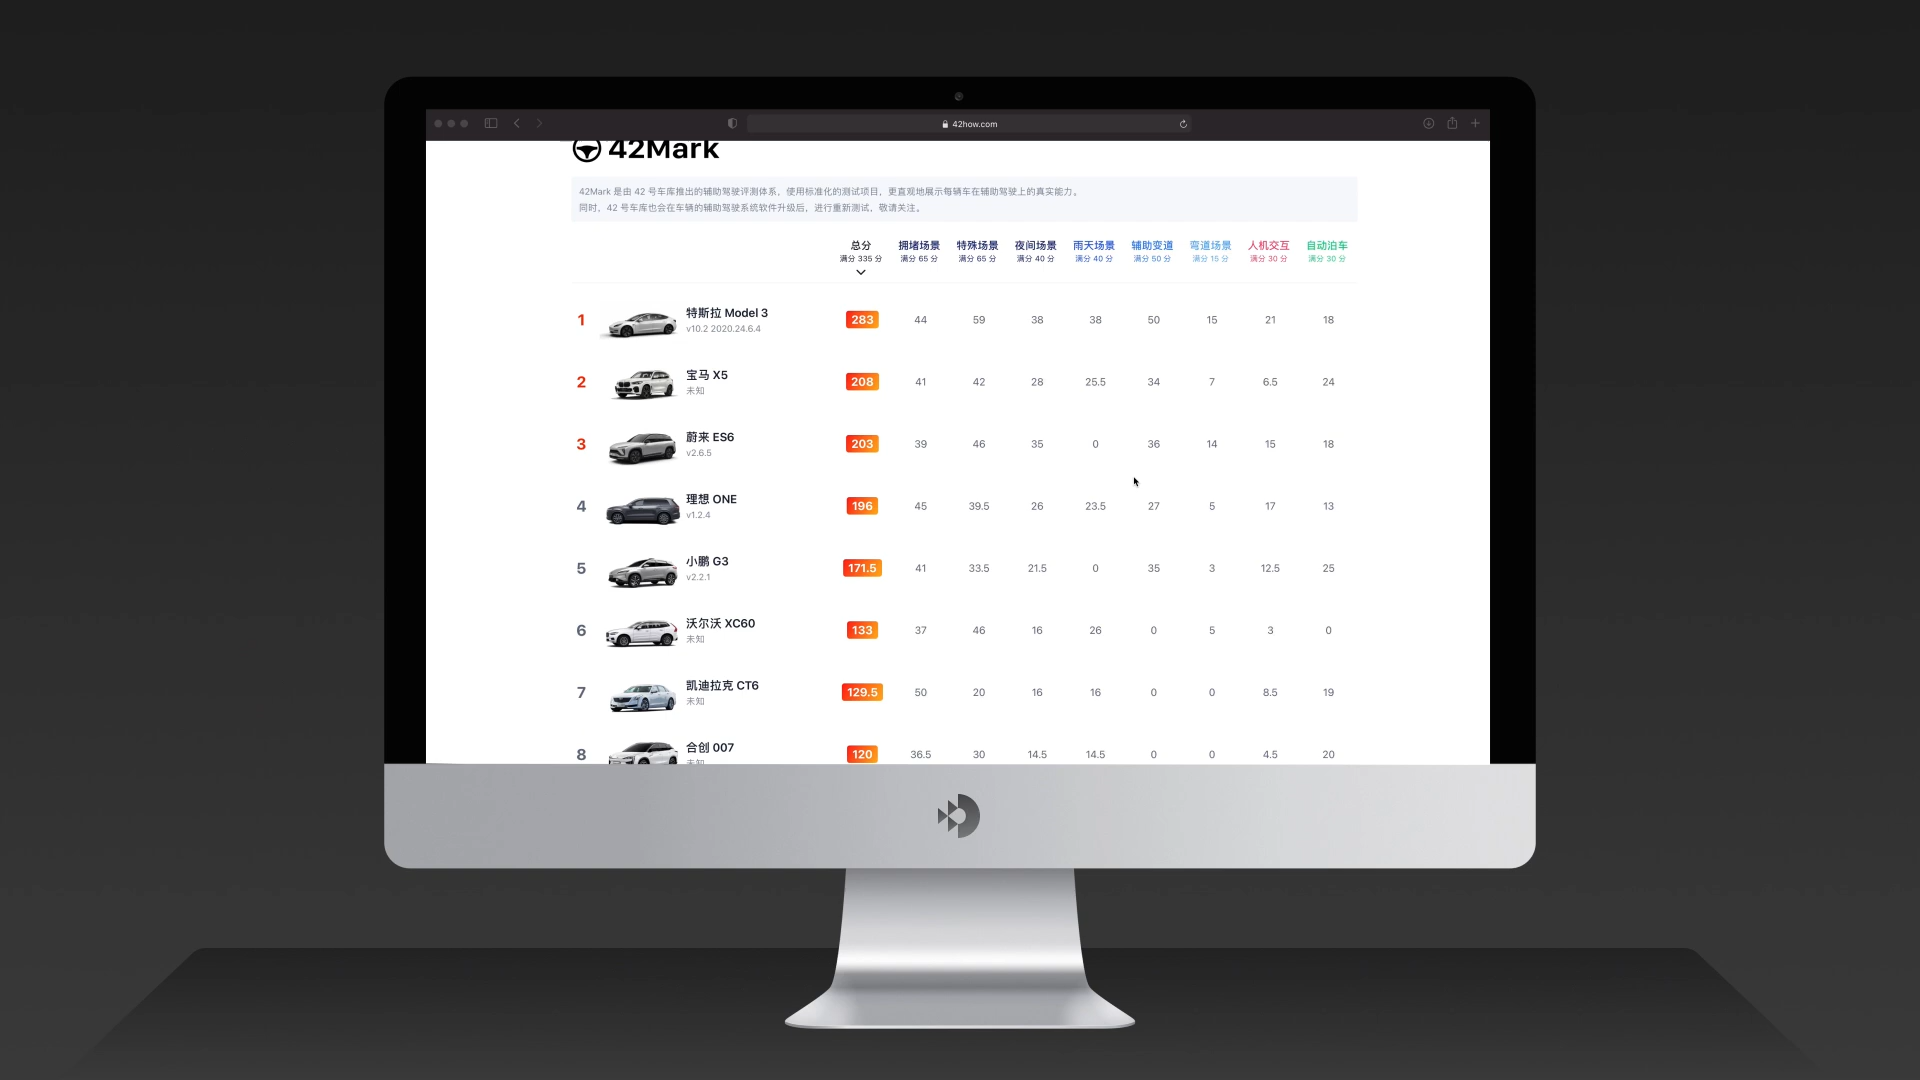 42how.com
42Mark
42Mark 是由 42 号车库推出的辅助驾驶评测体系，使用标准化的测试项目，更直观地展示每辆车在辅助驾驶上的真实能力。
同时，42 号车库也会在车辆的辅助驾驶系统软件升级后，进行重新测试，敬请关注。
总分 拥堵场景 特殊场景 夜间场景 雨天场景 辅助变道 弯道场景 人机交互 自动泊车
满分 335 分 满分 65 分 满分 65 分 满分 40 分 满分 40 分 满分 50 分 满分 15 分 满分 30 分 满分 30 分
1 特斯拉 Model 3 283 44 59 38 38 50 15 21 18
v10.2 2020.24.6.4
2 宝马 X5 208 41 42 28 25.5 34 7 6.5 24
未知
3 蔚来 ES6 203 39 46 35 0 36 14 15 18
v2.6.5
4 理想 ONE 196 45 39.5 26 23.5 27 5 17 13
v1.2.4
5 小鹏 G3 171.5 41 33.5 21.5 0 35 3 12.5 25
v2.2.1
6 沃尔沃 XC60 133 37 46 16 26 0 5 3 0
未知
7 凯迪拉克 CT6 129.5 50 20 16 16 0 0 8.5 19
未知
8 合创 007 120 36.5 30 14.5 14.5 0 0 4.5 20
未知